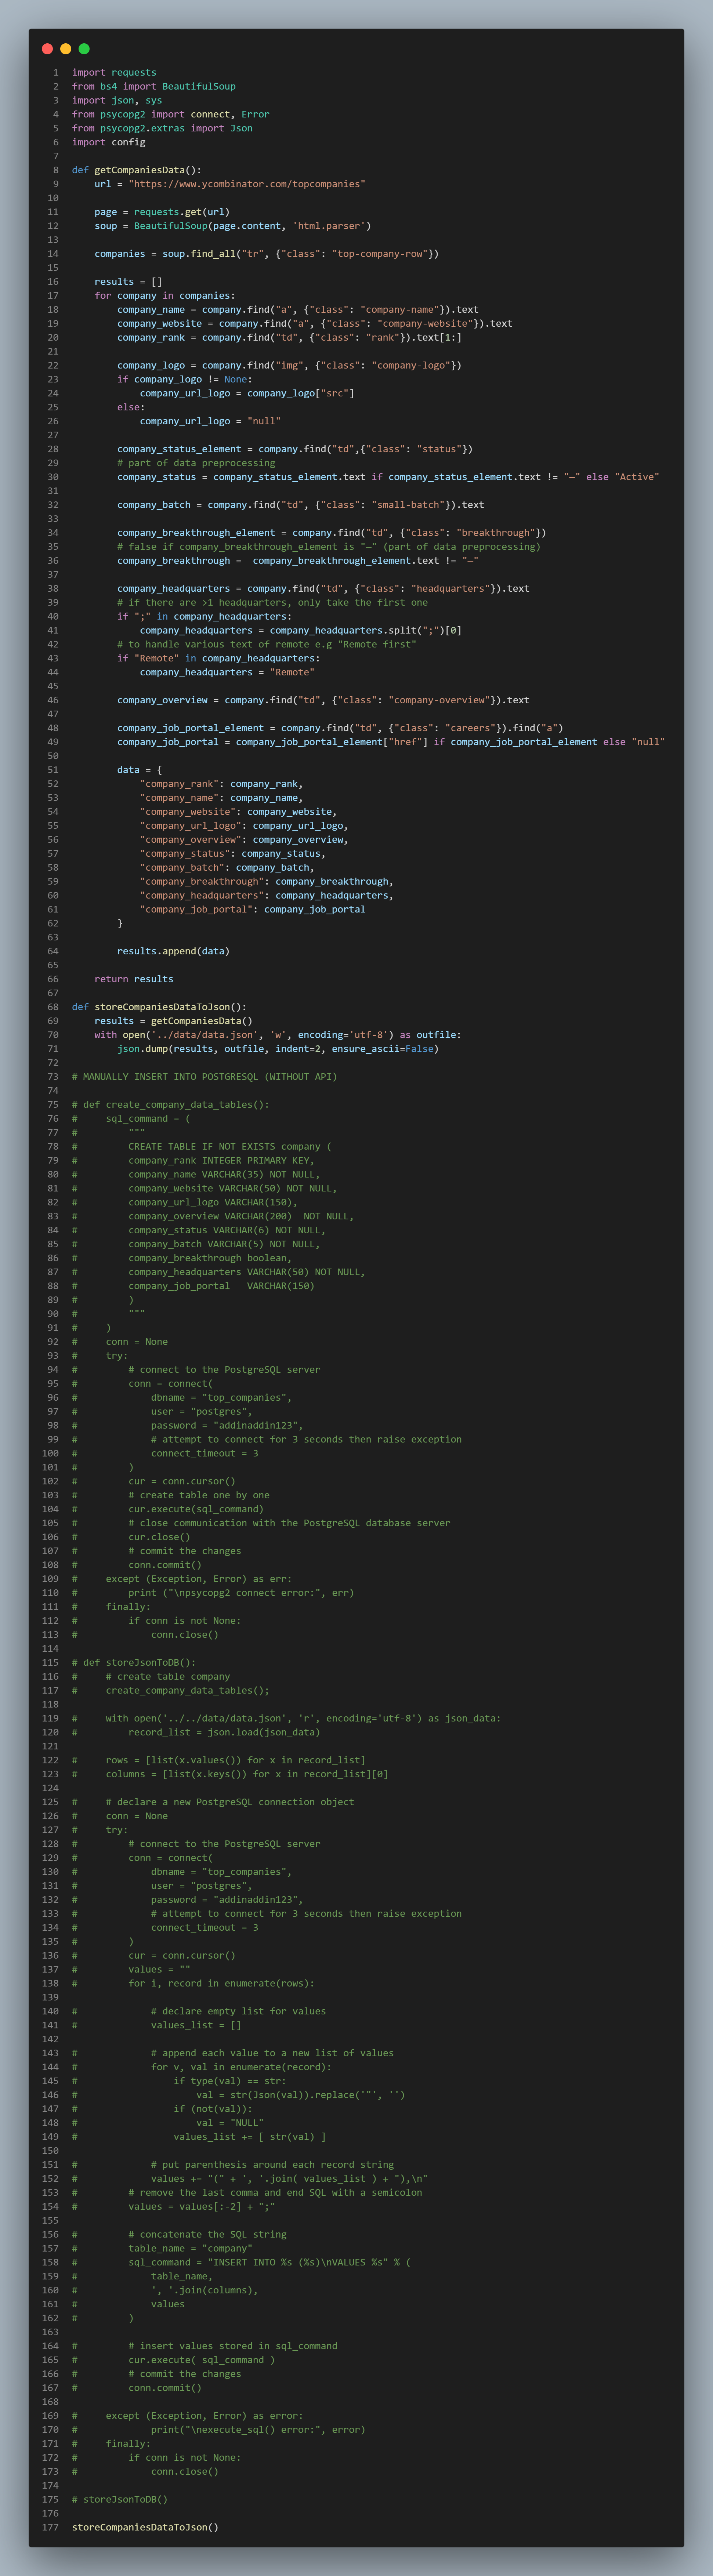 1 import requests
2 from bs4 import BeautifulSoup
3 import json, sys
4 from psycopg2 import connect, Error
5 from psycopg2.extras import Json
6 import config
7
8 def getCompaniesData():
9     url = "https://www.ycombinator.com/topcompanies"
10
11     page = requests.get(url)
12     soup = BeautifulSoup(page.content, 'html.parser')
13
14     companies = soup.find_all("tr", {"class": "top-company-row"})
15
16     results = []
17     for company in companies:
18         company_name = company.find("a", {"class": "company-name"}).text
19         company_website = company.find("a", {"class": "company-website"}).text
20         company_rank = company.find("td", {"class": "rank"}).text[1:]
21
22         company_logo = company.find("img", {"class": "company-logo"})
23         if company_logo != None:
24             company_url_logo = company_logo["src"]
25         else:
26             company_url_logo = "null"
27
28         company_status_element = company.find("td",{"class": "status"})
29         # part of data preprocessing
30         company_status = company_status_element.text if company_status_element.text != "—" else "Active"
31
32         company_batch = company.find("td", {"class": "small-batch"}).text
33
34         company_breakthrough_element = company.find("td", {"class": "breakthrough"})
35         # false if company_breakthrough_element is "—" (part of data preprocessing)
36         company_breakthrough =  company_breakthrough_element.text != "—"
37
38         company_headquarters = company.find("td", {"class": "headquarters"}).text
39         # if there are >1 headquarters, only take the first one
40         if ";" in company_headquarters:
41             company_headquarters = company_headquarters.split(";")[0]
42         # to handle various text of remote e.g "Remote first"
43         if "Remote" in company_headquarters:
44             company_headquarters = "Remote"
45
46         company_overview = company.find("td", {"class": "company-overview"}).text
47
48         company_job_portal_element = company.find("td", {"class": "careers"}).find("a")
49         company_job_portal = company_job_portal_element["href"] if company_job_portal_element else "null"
50
51         data = {
52             "company_rank": company_rank,
53             "company_name": company_name,
54             "company_website": company_website,
55             "company_url_logo": company_url_logo,
56             "company_overview": company_overview,
57             "company_status": company_status,
58             "company_batch": company_batch,
59             "company_breakthrough": company_breakthrough,
60             "company_headquarters": company_headquarters,
61             "company_job_portal": company_job_portal
62         }
63
64         results.append(data)
65
66     return results
67
68 def storeCompaniesDataToJson():
69     results = getCompaniesData()
70     with open('../data/data.json', 'w', encoding='utf-8') as outfile:
71         json.dump(results, outfile, indent=2, ensure_ascii=False)
72
73 # MANUALLY INSERT INTO POSTGRESQL (WITHOUT API)
74
75 # def create_company_data_tables():
76 #     sql_command = (
77 #         """
78 #         CREATE TABLE IF NOT EXISTS company (
79 #         company_rank INTEGER PRIMARY KEY,
80 #         company_name VARCHAR(35) NOT NULL,
81 #         company_website VARCHAR(50) NOT NULL,
82 #         company_url_logo VARCHAR(150),
83 #         company_overview VARCHAR(200)  NOT NULL,
84 #         company_status VARCHAR(6) NOT NULL,
85 #         company_batch VARCHAR(5) NOT NULL,
86 #         company_breakthrough boolean,
87 #         company_headquarters VARCHAR(50) NOT NULL,
88 #         company_job_portal   VARCHAR(150)
89 #         )
90 #         """
91 #     )
92 #     conn = None
93 #     try:
94 #         # connect to the PostgreSQL server
95 #         conn = connect(
96 #             dbname = "top_companies",
97 #             user = "postgres",
98 #             password = "addinaddin123",
99 #             # attempt to connect for 3 seconds then raise exception
100 #             connect_timeout = 3
101 #         )
102 #         cur = conn.cursor()
103 #         # create table one by one
104 #         cur.execute(sql_command)
105 #         # close communication with the PostgreSQL database server
106 #         cur.close()
107 #         # commit the changes
108 #         conn.commit()
109 #     except (Exception, Error) as err:
110 #         print ("\npsycopg2 connect error:", err)
111 #     finally:
112 #         if conn is not None:
113 #             conn.close()
114
115 # def storeJsonToDB():
116 #     # create table company
117 #     create_company_data_tables();
118
119 #     with open('../../data/data.json', 'r', encoding='utf-8') as json_data:
120 #         record_list = json.load(json_data)
121
122 #     rows = [list(x.values()) for x in record_list]
123 #     columns = [list(x.keys()) for x in record_list][0]
124
125 #     # declare a new PostgreSQL connection object
126 #     conn = None
127 #     try:
128 #         # connect to the PostgreSQL server
129 #         conn = connect(
130 #             dbname = "top_companies",
131 #             user = "postgres",
132 #             password = "addinaddin123",
133 #             # attempt to connect for 3 seconds then raise exception
134 #             connect_timeout = 3
135 #         )
136 #         cur = conn.cursor()
137 #         values = ""
138 #         for i, record in enumerate(rows):
139
140 #             # declare empty list for values
141 #             values_list = []
142
143 #             # append each value to a new list of values
144 #             for v, val in enumerate(record):
145 #                 if type(val) == str:
146 #                     val = str(Json(val)).replace('"', '')
147 #                 if (not(val)):
148 #                     val = "NULL"
149 #                 values_list += [ str(val) ]
150
151 #             # put parenthesis around each record string
152 #             values += "(" + ', '.join( values_list ) + "),\n"
153 #         # remove the last comma and end SQL with a semicolon
154 #         values = values[:-2] + ";"
155
156 #         # concatenate the SQL string
157 #         table_name = "company"
158 #         sql_command = "INSERT INTO %s (%s)\nVALUES %s" % (
159 #             table_name,
160 #             ', '.join(columns),
161 #             values
162 #         )
163
164 #         # insert values stored in sql_command
165 #         cur.execute( sql_command )
166 #         # commit the changes
167 #         conn.commit()
168
169 #     except (Exception, Error) as error:
170 #             print("\nexecute_sql() error:", error)
171 #     finally:
172 #         if conn is not None:
173 #             conn.close()
174
175 # storeJsonToDB()
176
177 storeCompaniesDataToJson()